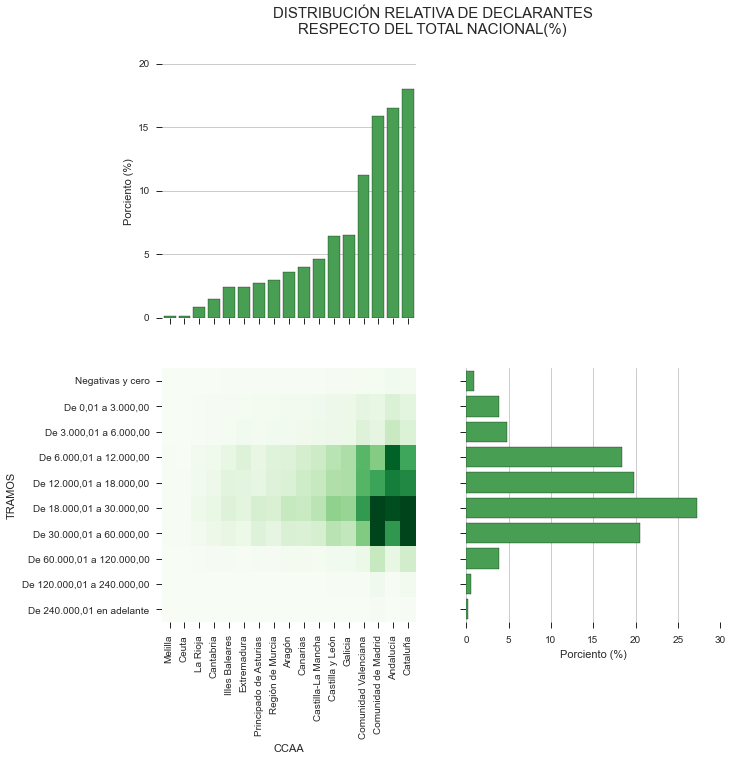 DISTRIBUCIÓN RELATIVA DE DECLARANTES
RESPECTO DEL TOTAL NACIONAL(%)
20
15
10
5
0
Porciento (%)
Negativas y cero
De 0,01 a 3.000,00
De 3.000,01 a 6.000,00
De 6.000,01 a 12.000,00
De 12.000,01 a 18.000,00
De 18.000,01 a 30.000,00
De 30.000,01 a 60.000,00
De 60.000,01 a 120.000,00
De 120.000,01 a 240.000,00
De 240.000,01 en adelante
TRAMOS
Melilla
Ceuta
La Rioja
Cantabria
Illes Baleares
Extremadura
Principado de Asturias
Región de Murcia
Aragón
Canarias
Castilla-La Mancha
Castilla y León
Galicia
Comunidad Valenciana
Comunidad de Madrid
Andalucia
Cataluña
CCAA
0 5 10 15 20 25 30
Porciento (%)